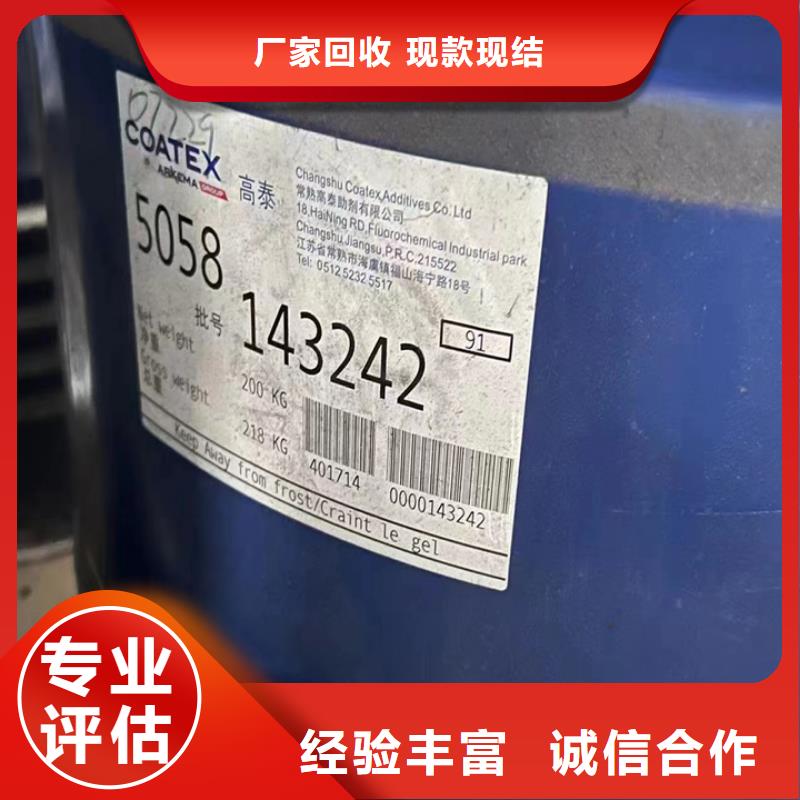 厂家回收 现款现结
COATEX
ARKEMA GROUP
高泰
Changshu Coatex Additives Co. Ltd
常熟高泰助剂有限公司
18,HaiNing RD,Fluorochemical Industrial park
Changshu,Jiangsu,P.R.C.215522
江苏省常熟市海虞镇福山海宁路18号
Tel: 0512 5232 5517
5058
批号 143242
91
Net weight
净重 200 KG
Gross weight
总重 218 KG
401714
0000143242
Keep Away from frost/Craint le gel
专业
评估
经验丰富 诚信合作